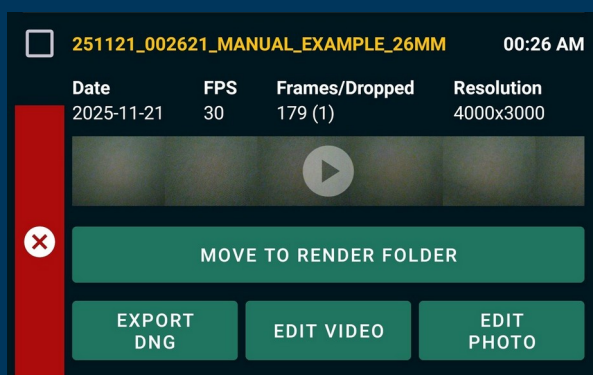 251121_002621_MANUAL_EXAMPLE_26MM 00:26 AM
Date FPS Frames/Dropped Resolution
2025-11-21 30 179 (1) 4000x3000
MOVE TO RENDER FOLDER
EXPORT DNG EDIT VIDEO EDIT PHOTO